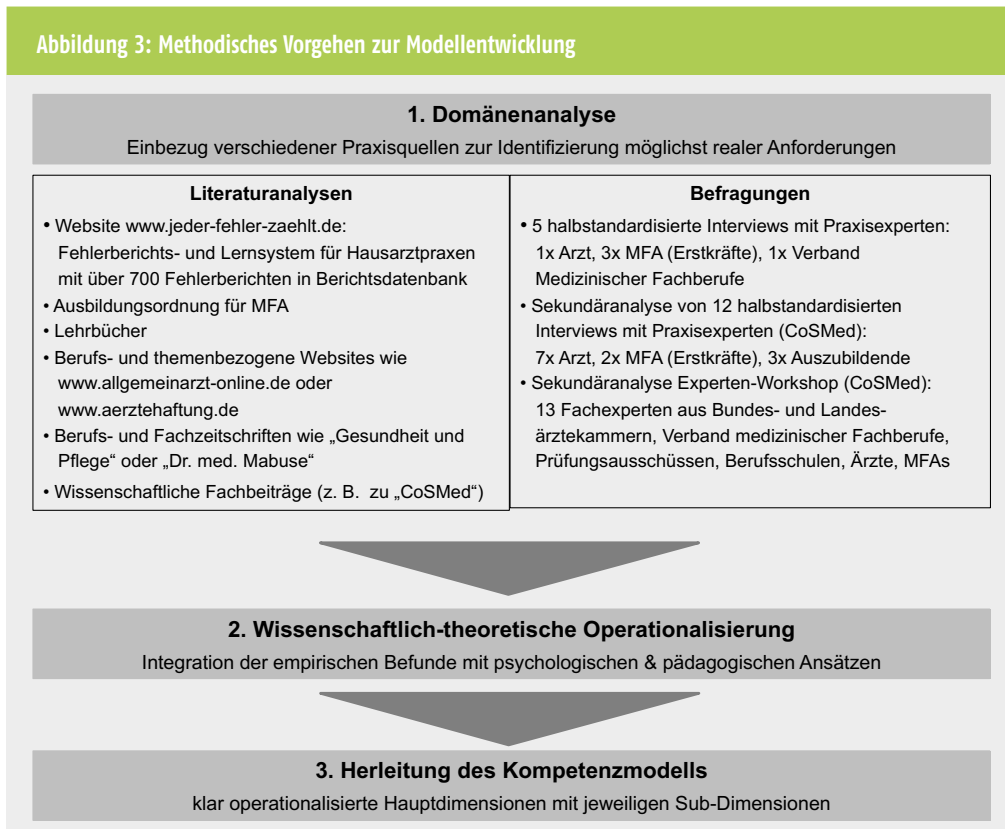 Abbildung 3: Methodisches Vorgehen zur Modellentwicklung
1. Domänenanalyse
Einbezug verschiedener Praxisquellen zur Identifizierung möglichst realer Anforderungen
Literaturanalysen
• Website www.jeder-fehler-zaehlt.de:
Fehlerberichts- und Lernsystem für Hausarztpraxen
mit über 700 Fehlerberichten in Berichtsdatenbank
• Ausbildungsordnung für MFA
• Lehrbücher
• Berufs- und themenbezogene Websites wie
www.allgemeinarzt-online.de oder
www.aerztehaftung.de
• Berufs- und Fachzeitschriften wie „Gesundheit und
Pflege“ oder „Dr. med. Mabuse“
• Wissenschaftliche Fachbeiträge (z. B. zu „CoSMed“)
Befragungen
• 5 halbstandardisierte Interviews mit Praxisexperten:
1x Arzt, 3x MFA (Erstkräfte), 1x Verband
Medizinischer Fachberufe
• Sekundäranalyse von 12 halbstandardisierten
Interviews mit Praxisexperten (CoSMed):
7x Arzt, 2x MFA (Erstkräfte), 3x Auszubildende
• Sekundäranalyse Experten-Workshop (CoSMed):
13 Fachexperten aus Bundes- und Landes-
ärztekammern, Verband medizinischer Fachberufe,
Prüfungsausschüssen, Berufsschulen, Ärzte, MFAs
2. Wissenschaftlich-theoretische Operationalisierung
Integration der empirischen Befunde mit psychologischen & pädagogischen Ansätzen
3. Herleitung des Kompetenzmodells
klar operationalisierte Hauptdimensionen mit jeweiligen Sub-Dimensionen